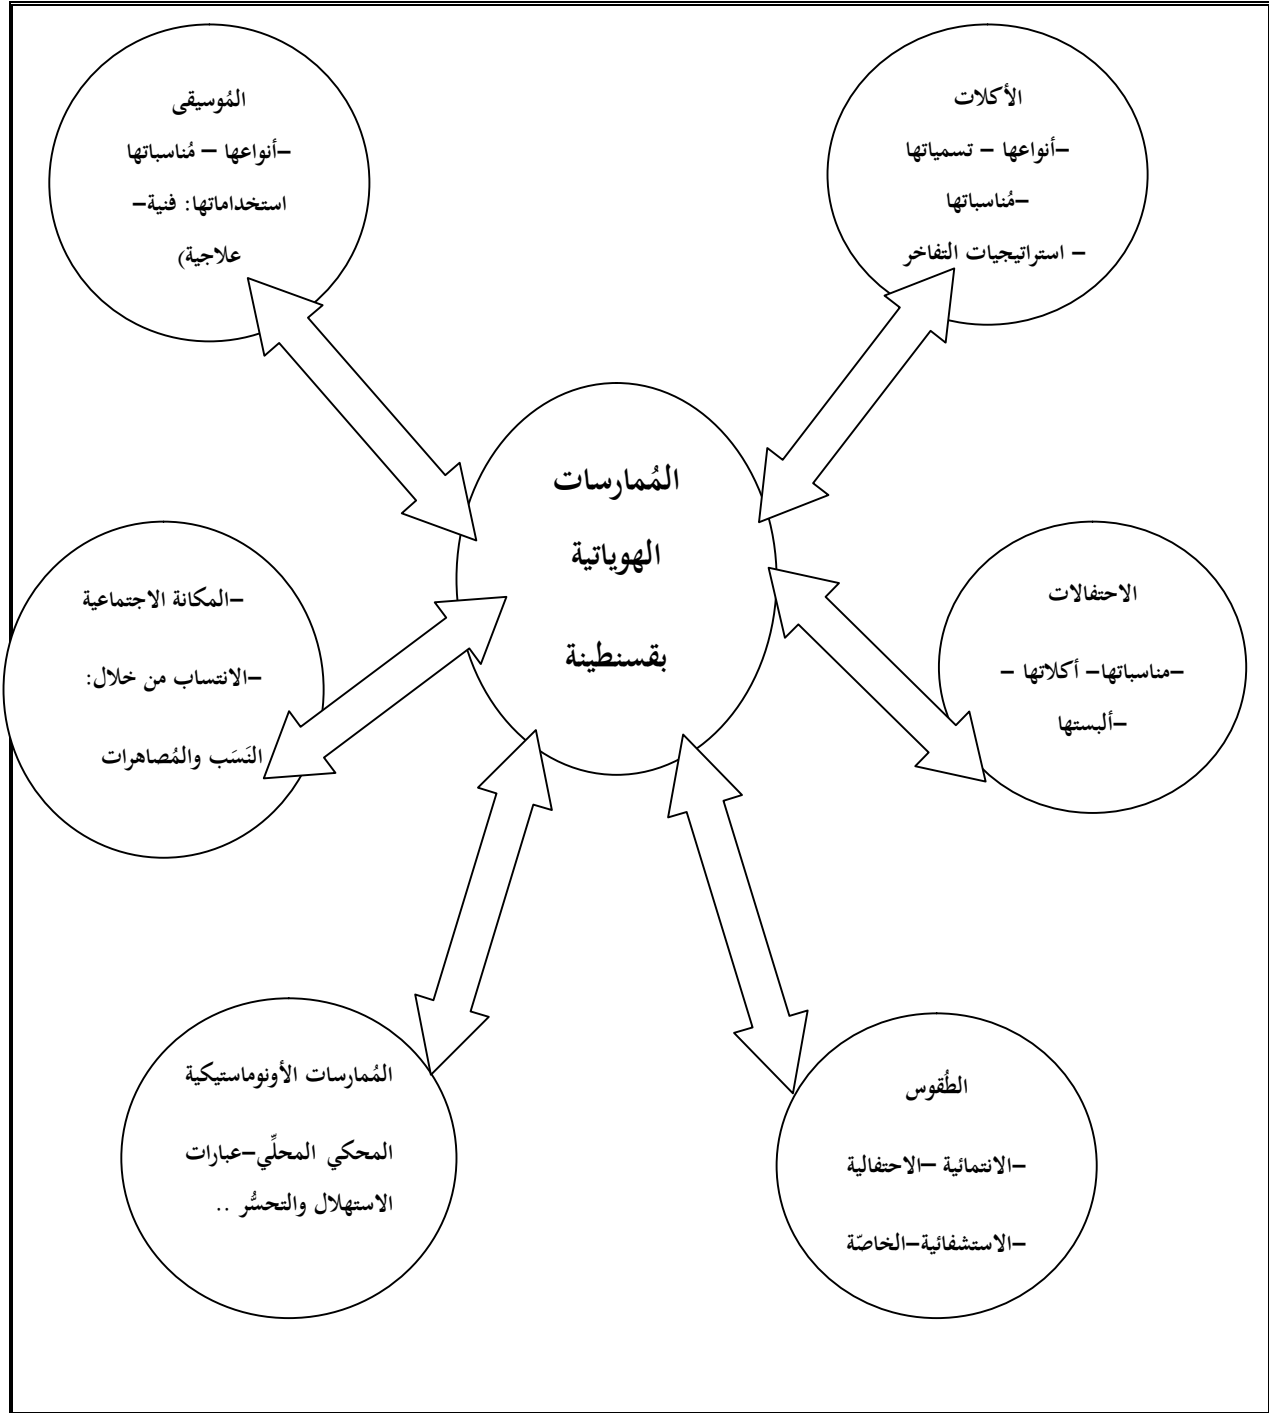 الأكلات
–أنواعها – تسمياتها
–مُناسباتها
– استراتيجيات التفاخر
المُوسيقى
–أنواعها – مُناسباتها
استخداماتها: فنية–
علاجية)
المُمارسات
الهوياتية
بقسنطينة
الاحتفالات
–مناسباتها– أكلاتها –
–ألبستها
–المكانة الاجتماعية
–الانتساب من خلال:
النَسَب والمُصاهرات
الطُقوس
–الانتمائية –الاحتفالية
–الاستشفائية–الخاصّة
المُمارسات الأونوماستيكية
المحكي المحلِّي–عبارات
الاستهلال والتحسُّر ..